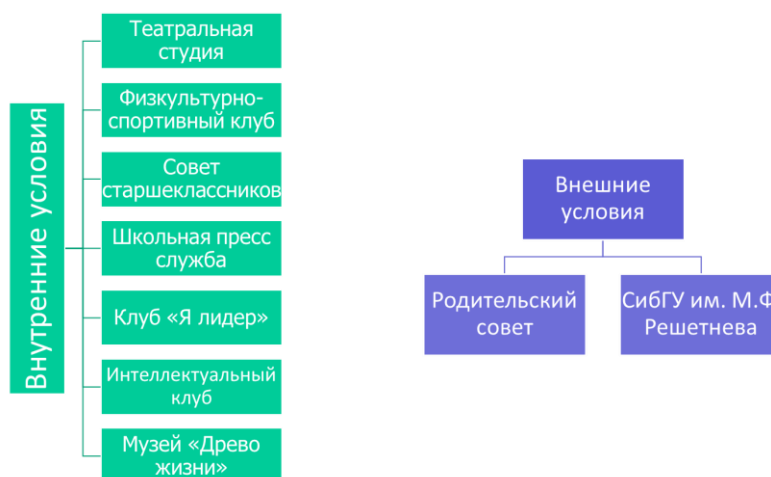 Внутренние условия
Театральная
студия
Физкультурно-
спортивный клуб
Совет
старшеклассников
Школьная пресс
служба
Клуб «Я лидер»
Интеллектуальный
клуб
Музей «Древо
жизни»
Внешние
условия
Родительский
совет
СибГУ им. М.Ф
Решетнева